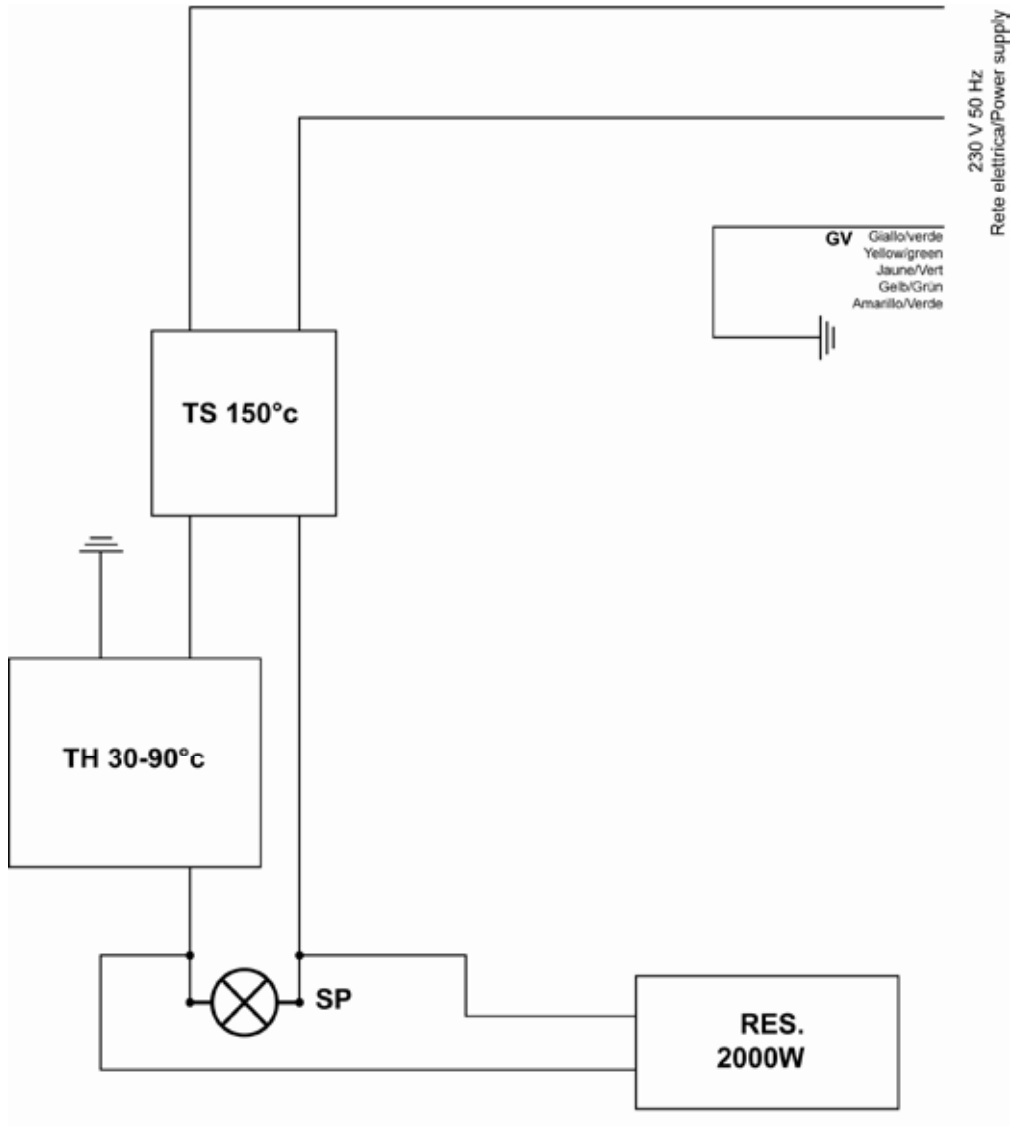 230 V 50 Hz
Rete elettrica/Power supply
GV Giallo/verde
Yellow/green
Jaune/Vert
Gelb/Grün
Amarillo/Verde
TS 150°c
TH 30-90°c
SP
RES.
2000W